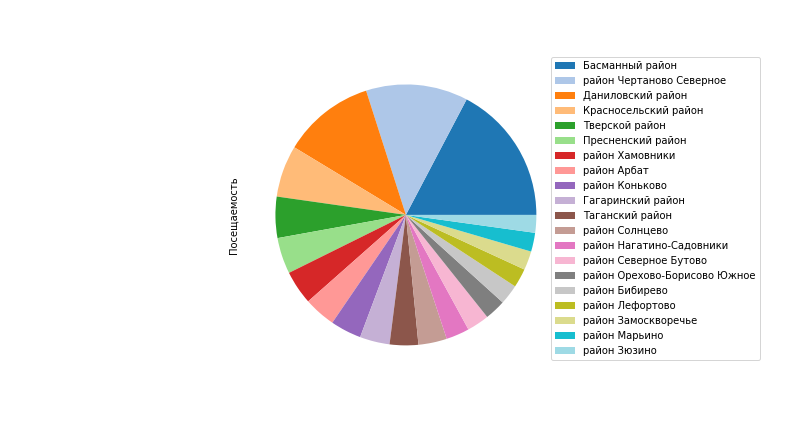 Посещаемость
Басманный район
район Чертаново Северное
Даниловский район
Красносельский район
Тверской район
Пресненский район
район Хамовники
район Арбат
район Коньково
Гагаринский район
Таганский район
район Солнцево
район Нагатино-Садовники
район Северное Бутово
район Орехово-Борисово Южное
район Бибирево
район Лефортово
район Замоскворечье
район Марьино
район Зюзино